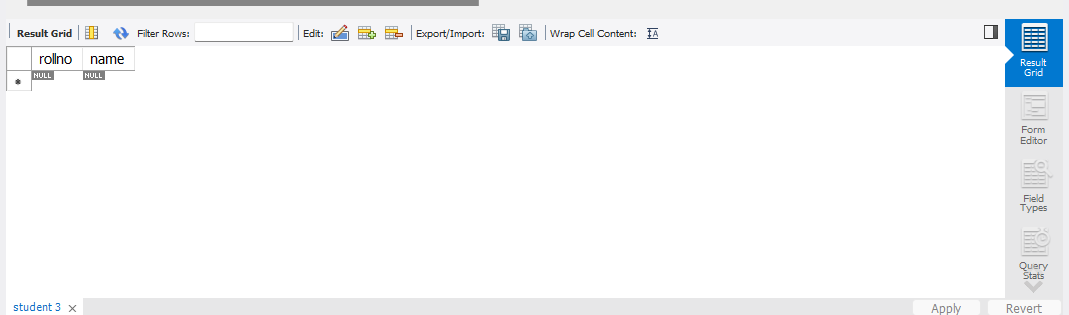 Result Grid Filter Rows: Edit: Export/Import: Wrap Cell Content:
rollno name
NULL NULL
Result
Grid
Form
Editor
Field
Types
Query
Stats
student 3
Apply Revert